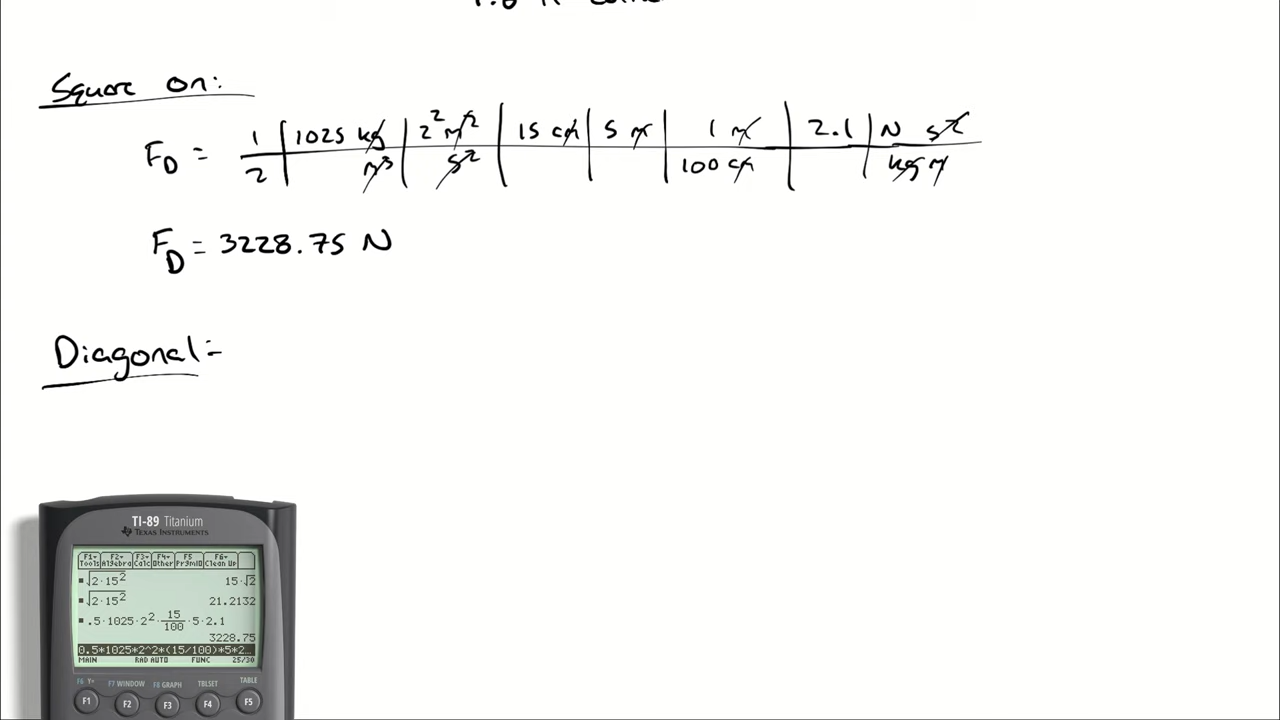 Square on:
F_D = 1/2 | 1025 kg/m³ | 2² m²/s² | 15 cm | 5 m | 1 m/100 cm | 2.1 | N s²/kg m
F_D = 3228.75 N
Diagonal:
TI-89 Titanium
TEXAS INSTRUMENTS
F1 F2 F3 F4 F5 F6
Tools Algebra Calc Other PrgmIO Clean Up
√2·15² 15·√2
√2·15² 21.2132
.5·1025·2²·15/100·5·2.1
3228.75
0.5*1025*2^2*(15/100)*5*2...
MAIN RAD AUTO FUNC 25/30
F6 Y= F7 WINDOW F8 GRAPH TBLSET TABLE
F1 F2 F3 F4 F5